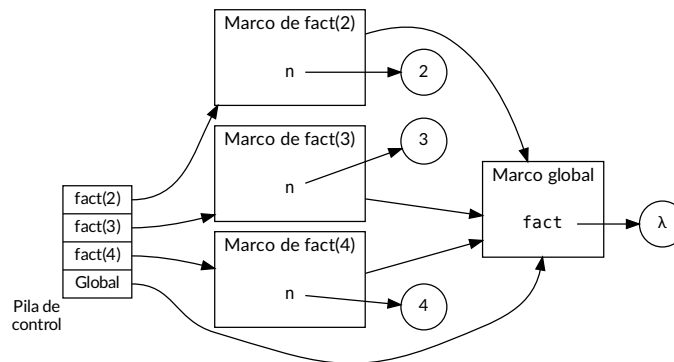 Marco de fact(2)
n
2
Marco de fact(3)
3
n
Marco global
fact
λ
fact(2)
fact(3)
fact(4)
Global
Pila de
control
Marco de fact(4)
n
4